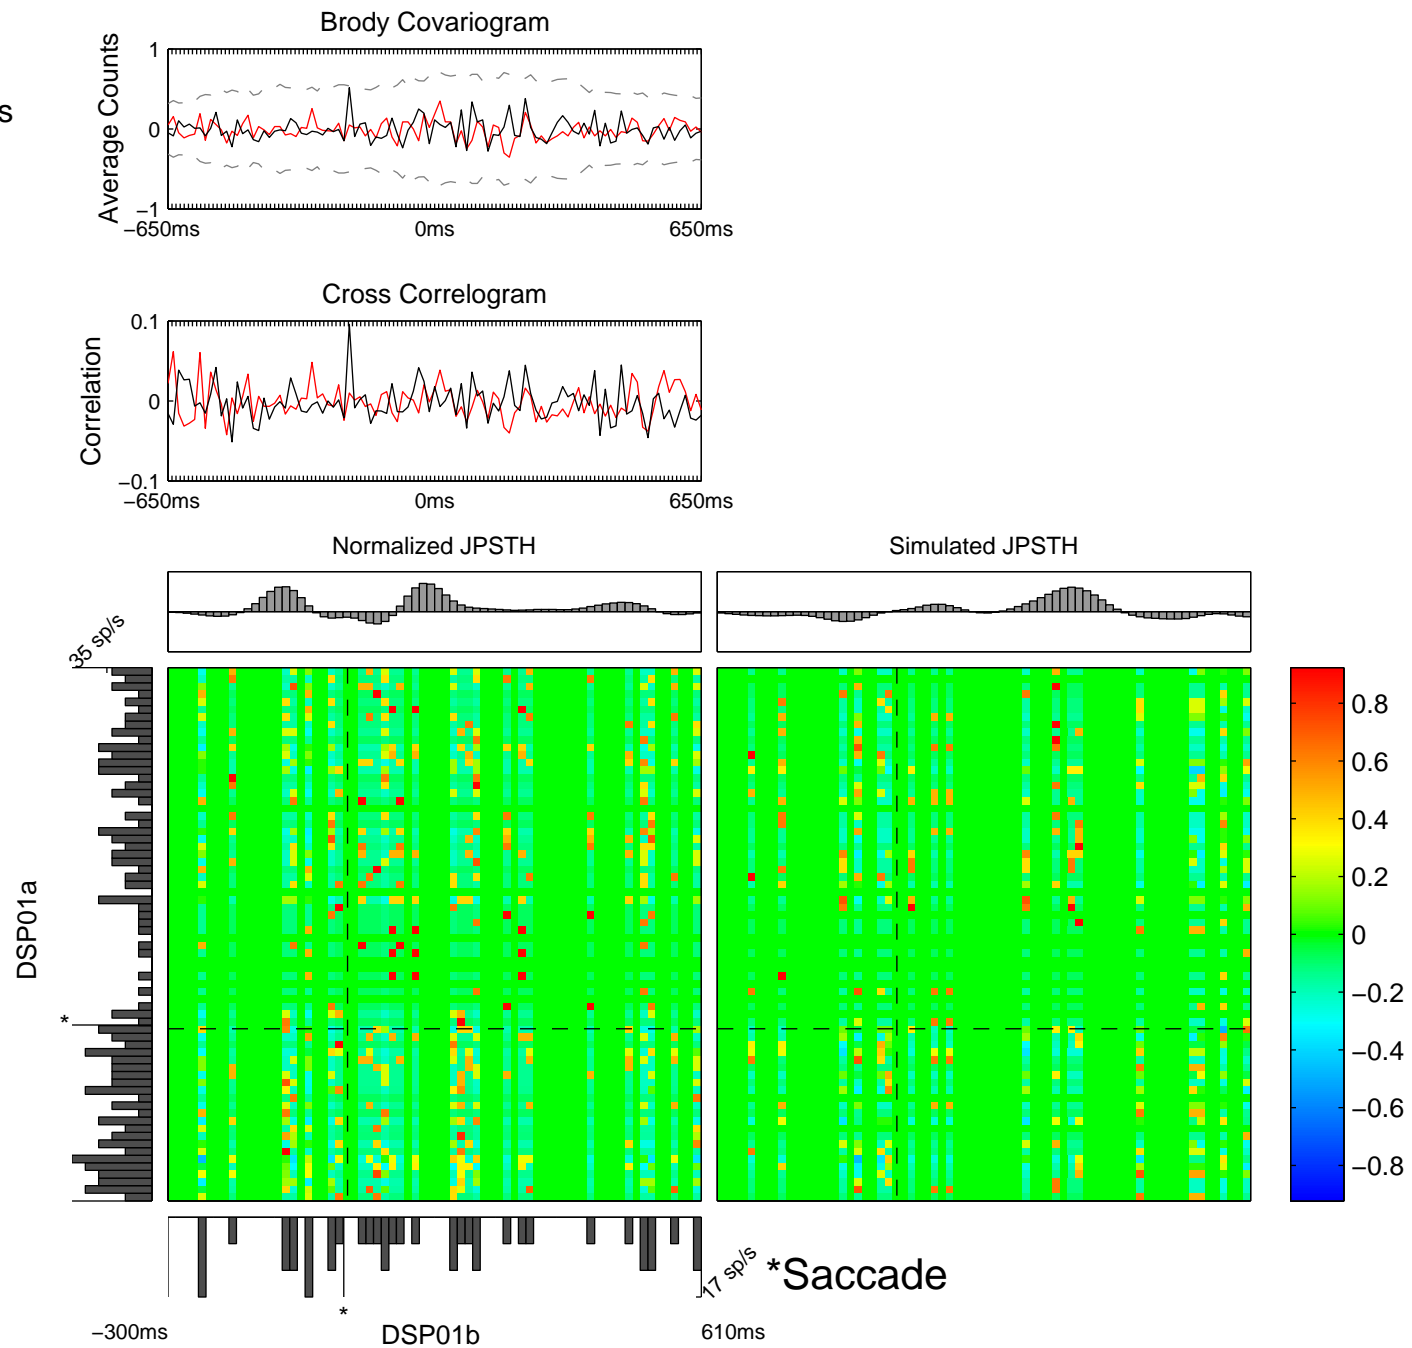 Brody Covariogram
s
Average Counts
1
0
−1
−650ms
0ms
650ms
Cross Correlogram
Correlation
0.1
0
−0.1
−650ms
0ms
650ms
Normalized JPSTH
Simulated JPSTH
35 sp/s
DSP01a
*
0.8
0.6
0.4
0.2
0
−0.2
−0.4
−0.6
−0.8
17 sp/s
*Saccade
*
−300ms
DSP01b
610ms